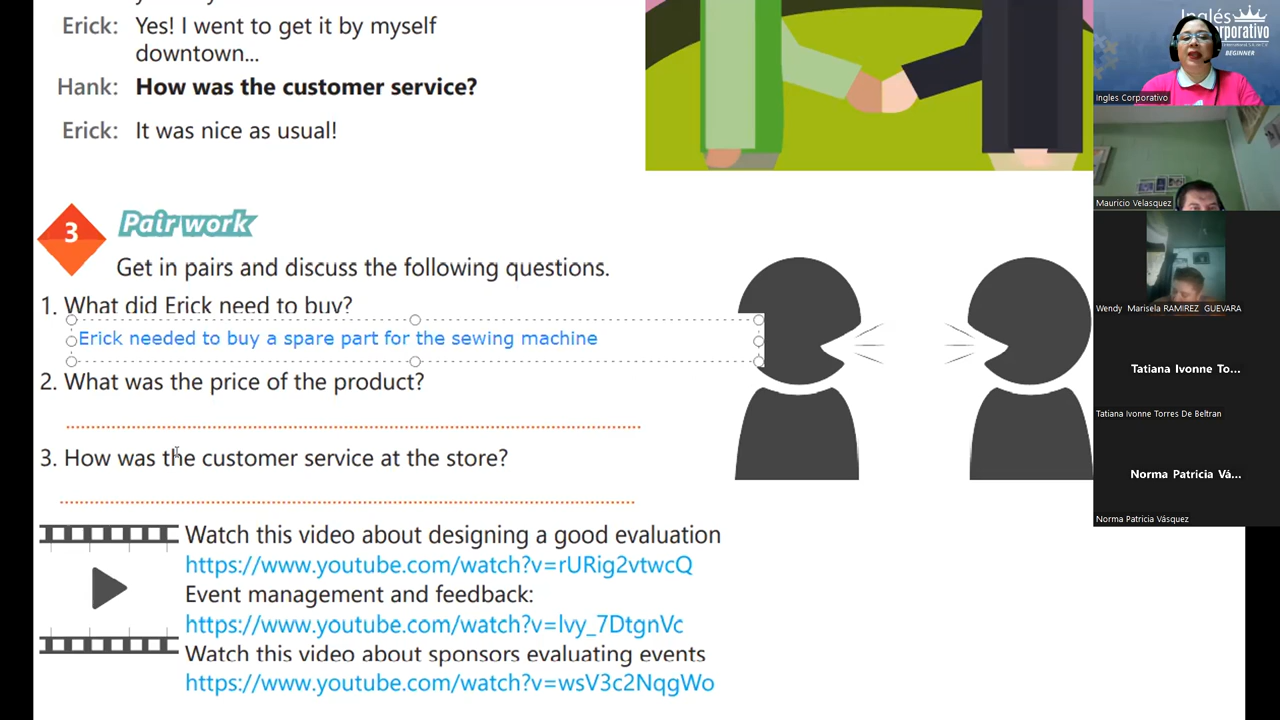 Erick: Yes! I went to get it by myself
downtown...
Hank: How was the customer service?
Erick: It was nice as usual!
3 Pair work
Get in pairs and discuss the following questions.
1. What did Erick need to buy?
Erick needed to buy a spare part for the sewing machine
2. What was the price of the product?
3. How was the customer service at the store?
Watch this video about designing a good evaluation
https://www.youtube.com/watch?v=rURig2vtwcQ
Event management and feedback:
https://www.youtube.com/watch?v=lvy_7DtgnVc
Watch this video about sponsors evaluating events
https://www.youtube.com/watch?v=wsV3c2NqgWo
Inglés
Corporativo
BEGINNER
Ingles Corporativo
Mauricio Velasquez
Wendy Marisela RAMIREZ GUEVARA
Tatiana Ivonne To...
Tatiana Ivonne Torres De Beltran
Norma Patricia Vá...
Norma Patricia Vásquez